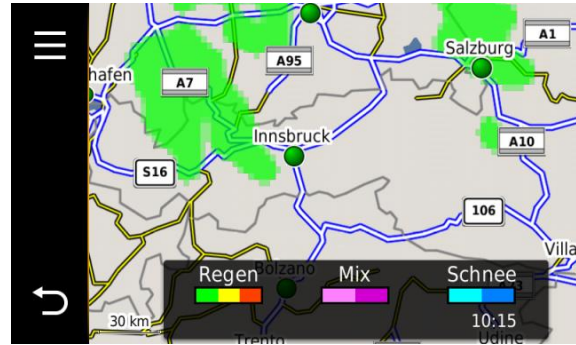 A1
Salzburg
A95
hafen
A7
Innsbruck
A10
S16
106
Villa
Regen
Mix
Schnee
Bolzano
10:15
30 km
Trento
Udine